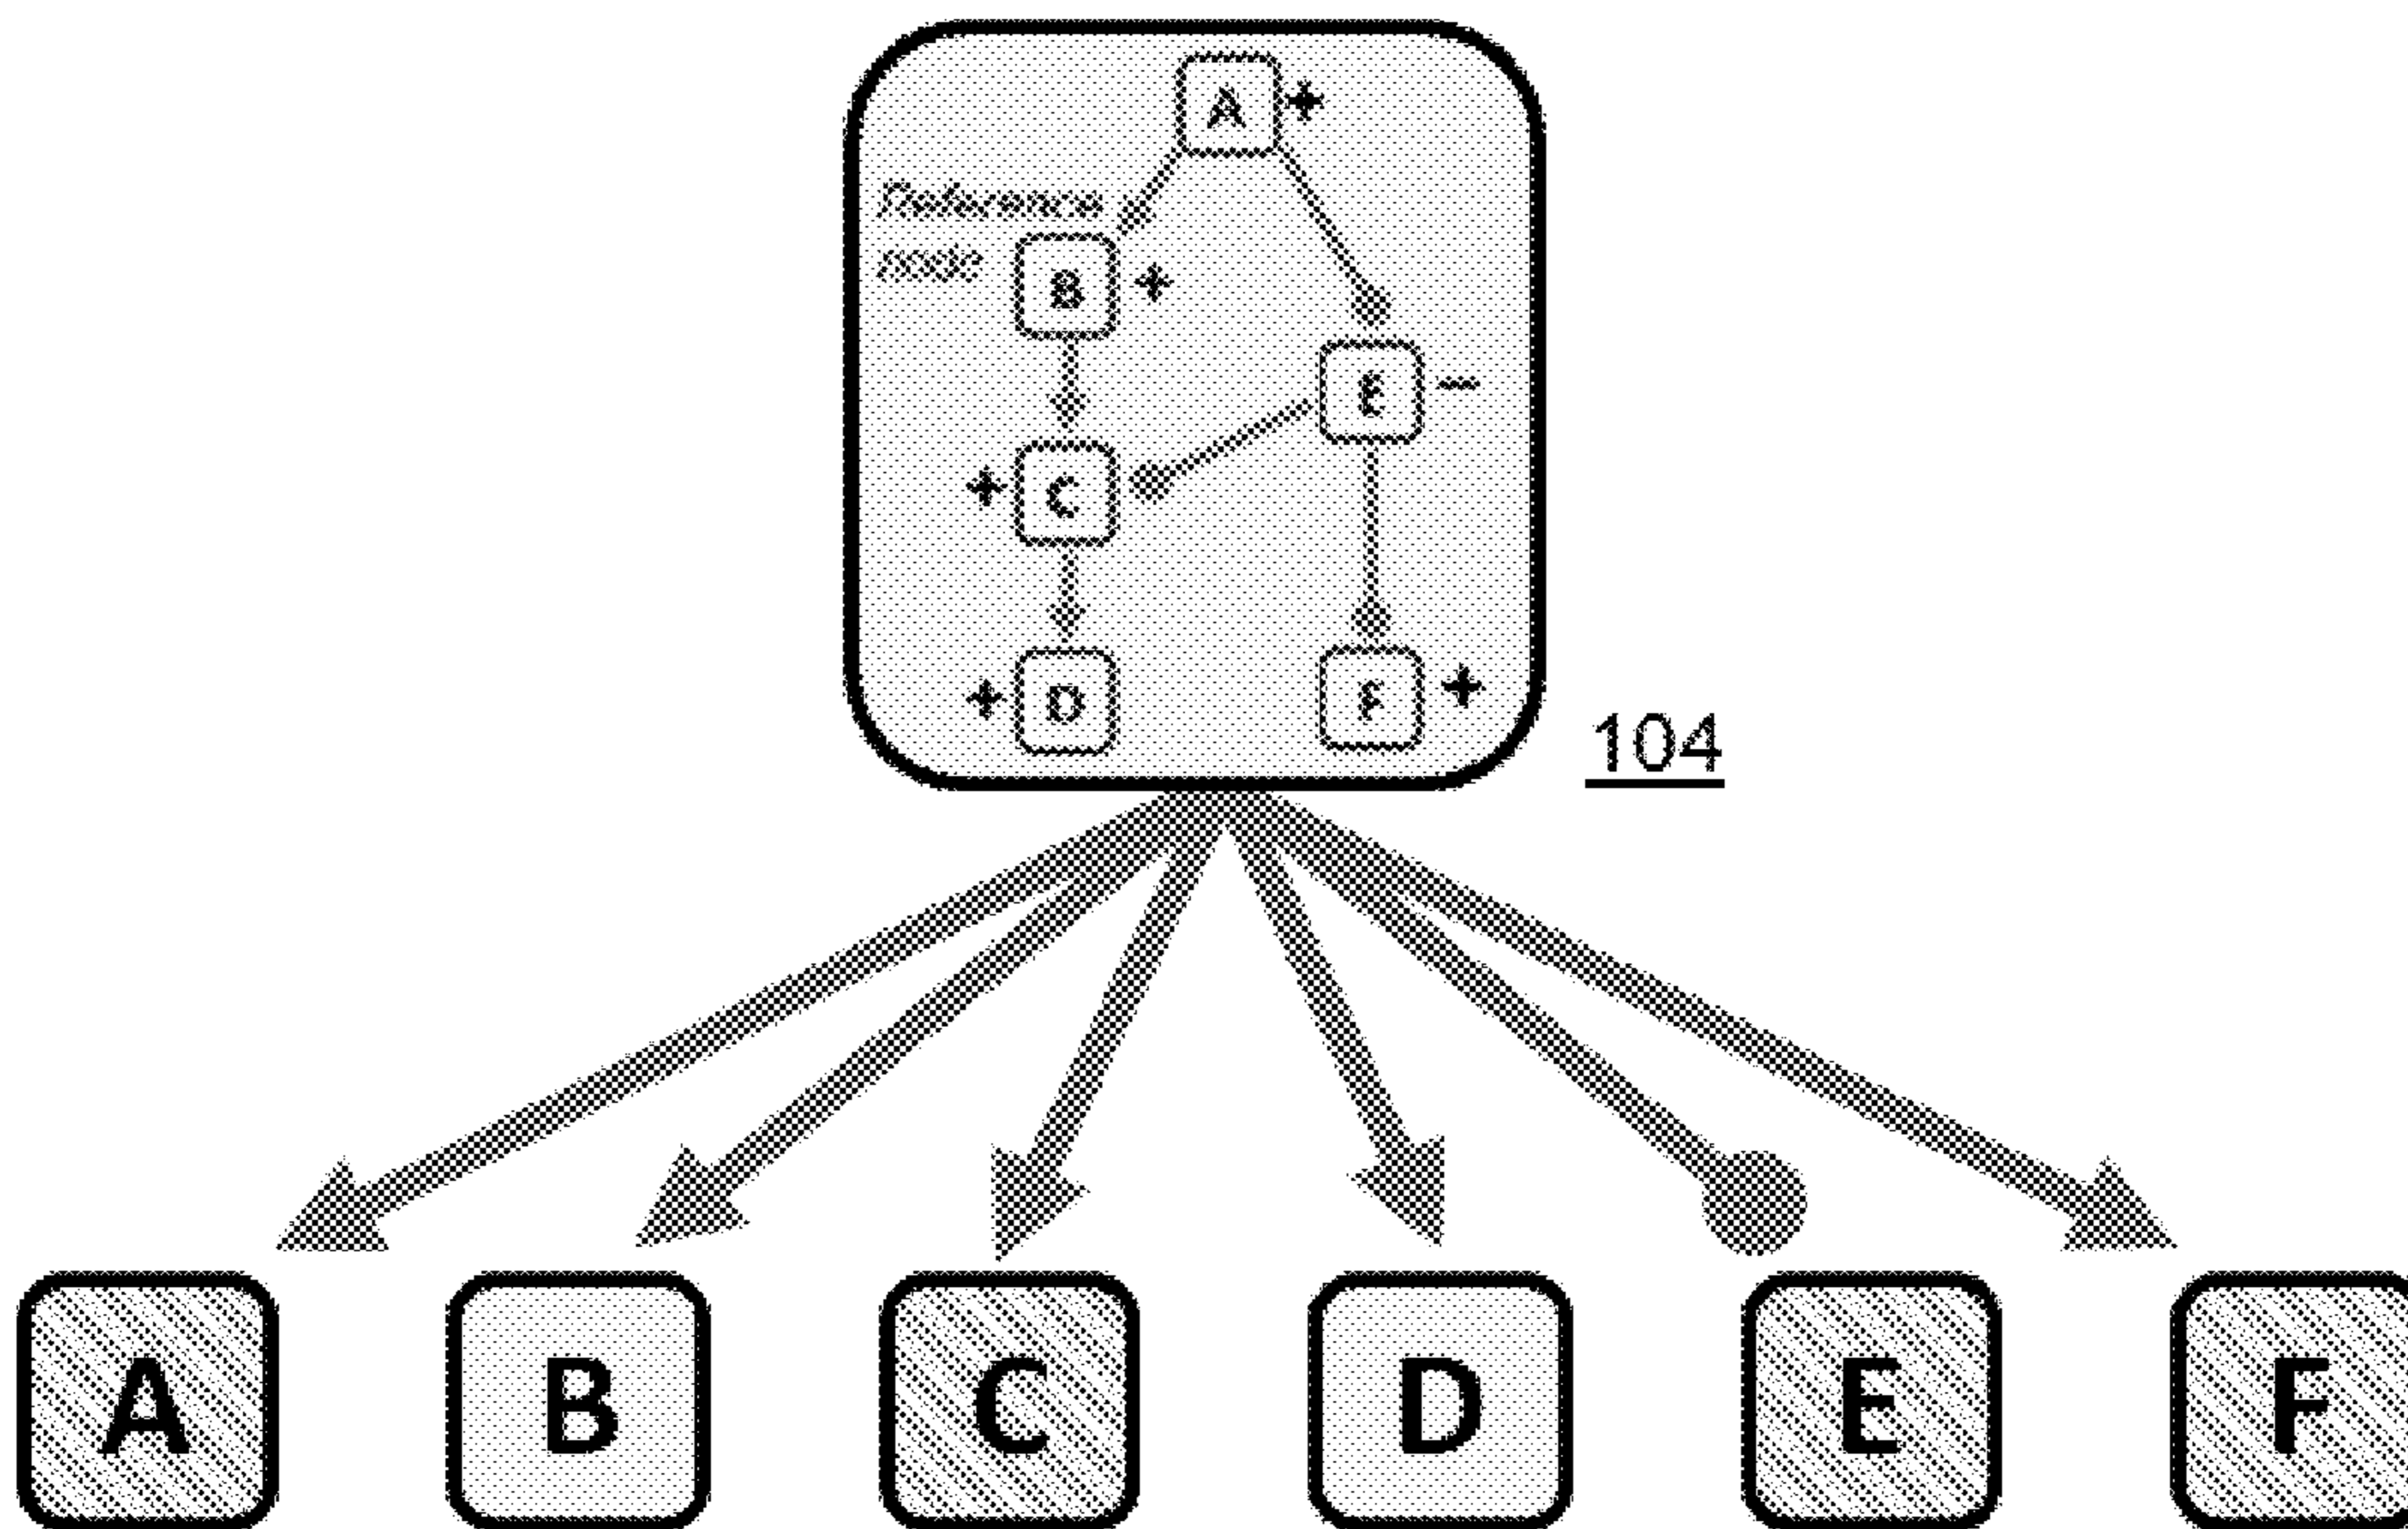 A +
Reference
node
B +
E −
+ C
+ D
F +
104
A B C D E F